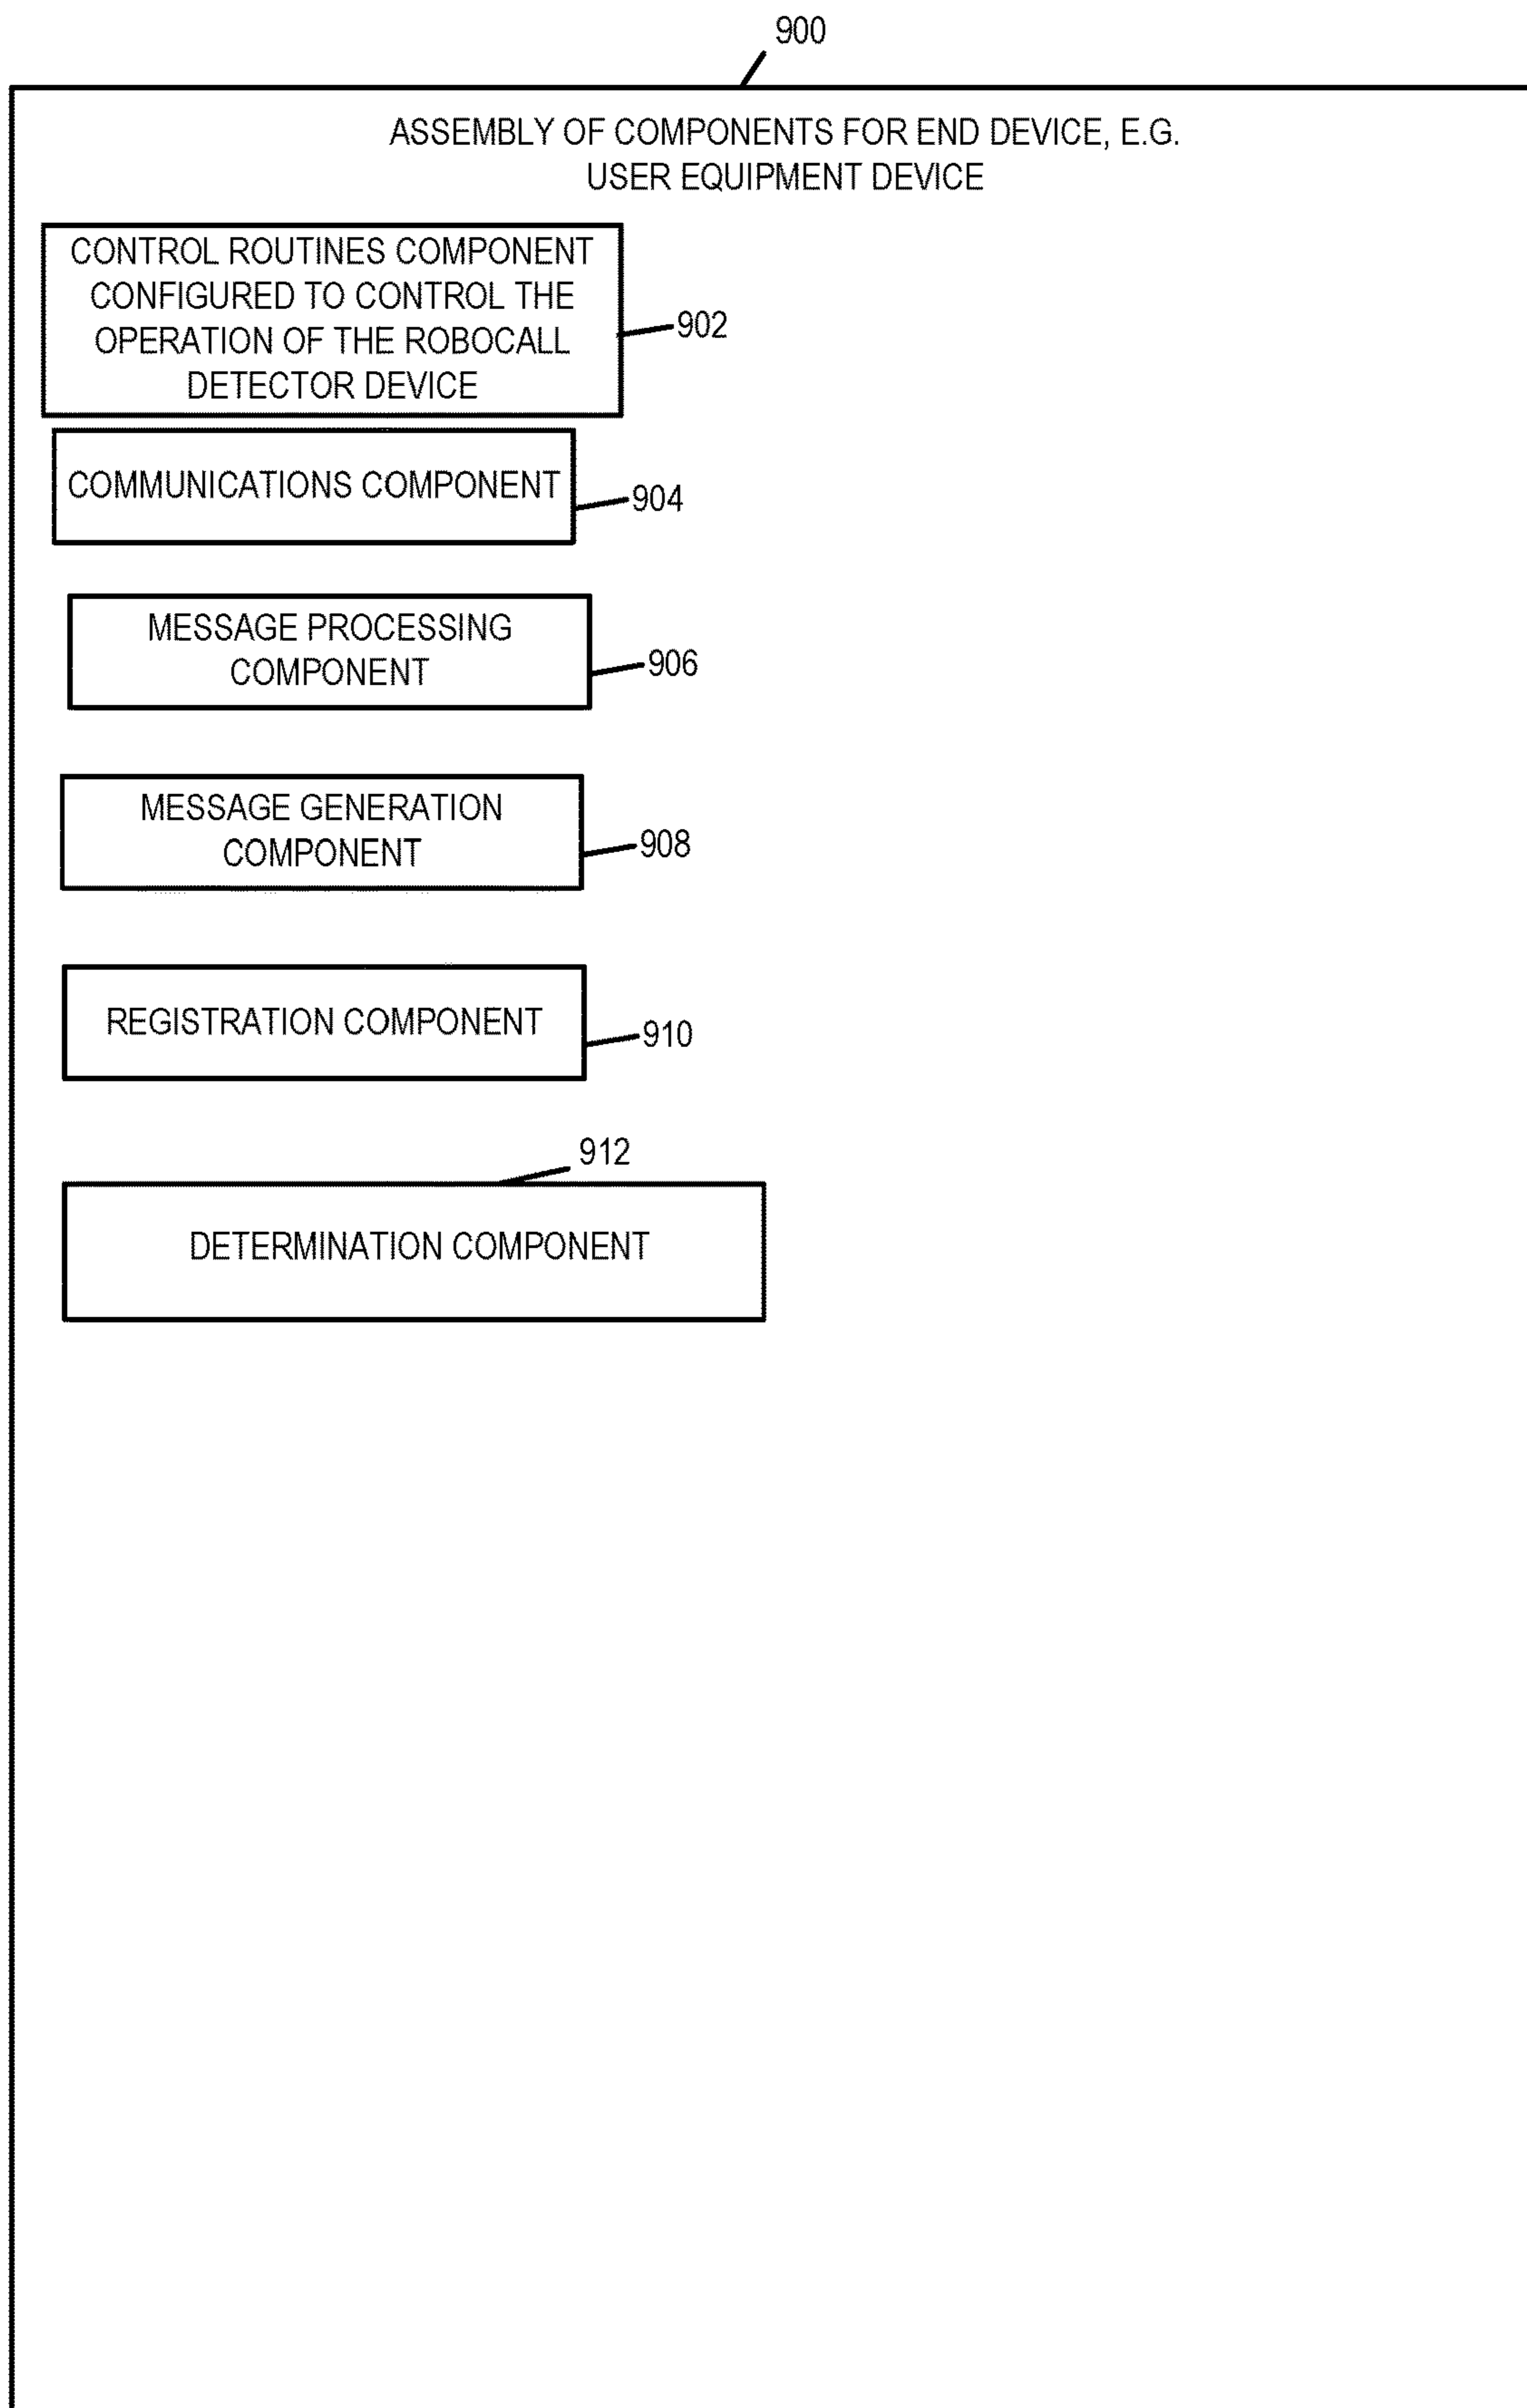 900
ASSEMBLY OF COMPONENTS FOR END DEVICE, E.G.
USER EQUIPMENT DEVICE
CONTROL ROUTINES COMPONENT
CONFIGURED TO CONTROL THE
OPERATION OF THE ROBOCALL
DETECTOR DEVICE
902
COMMUNICATIONS COMPONENT
904
MESSAGE PROCESSING
COMPONENT
906
MESSAGE GENERATION
COMPONENT
908
REGISTRATION COMPONENT
910
912
DETERMINATION COMPONENT